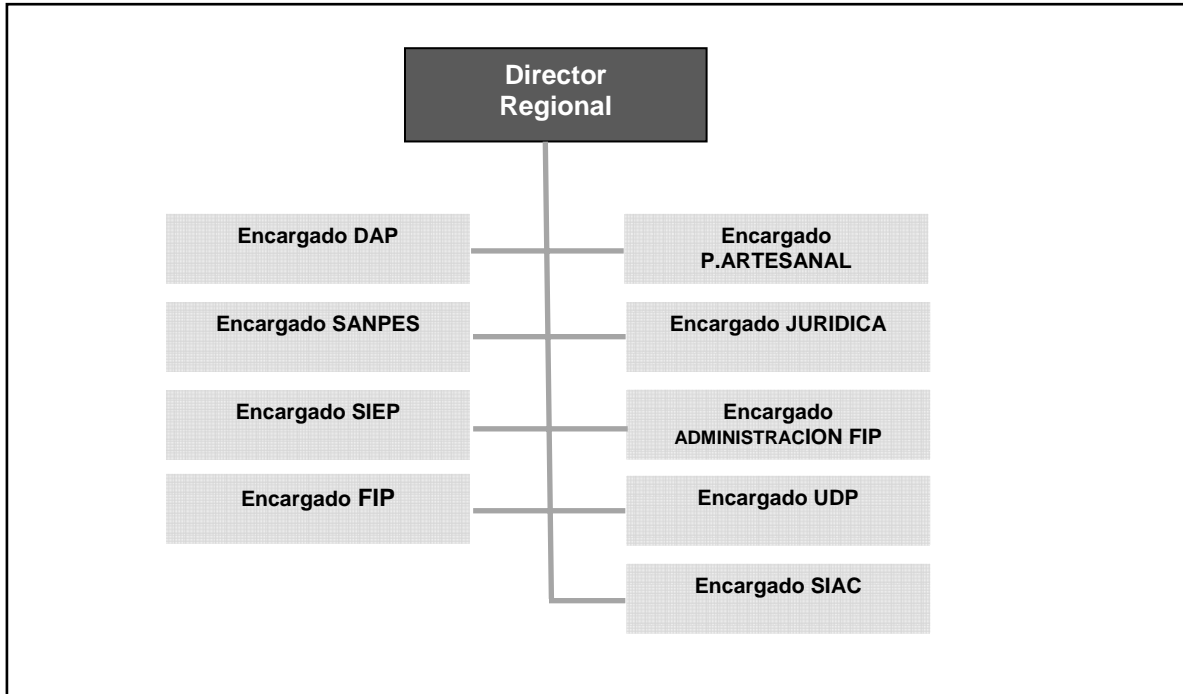 Director
Regional
Encargado DAP
Encargado
P.ARTESANAL
Encargado SANPES
Encargado JURIDICA
Encargado SIEP
Encargado
ADMINISTRACION FIP
Encargado FIP
Encargado UDP
Encargado SIAC